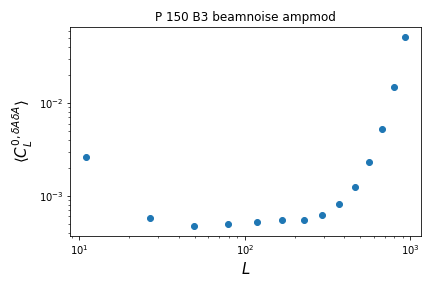 P 150 B3 beamnoise ampmod
⟨C_L^{0, δAδA}⟩
10^{-2}
10^{-3}
10^1
10^2
10^3
L